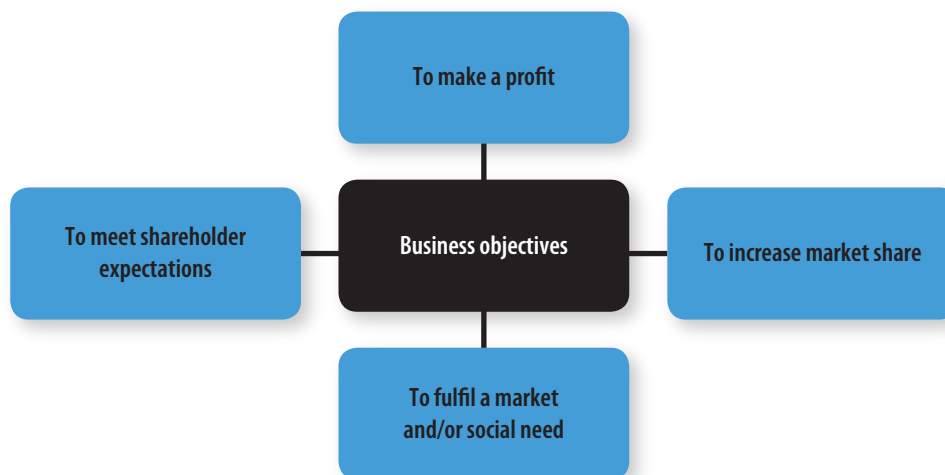 To make a profit
To meet shareholder
expectations
Business objectives
To increase market share
To fulfil a market
and/or social need